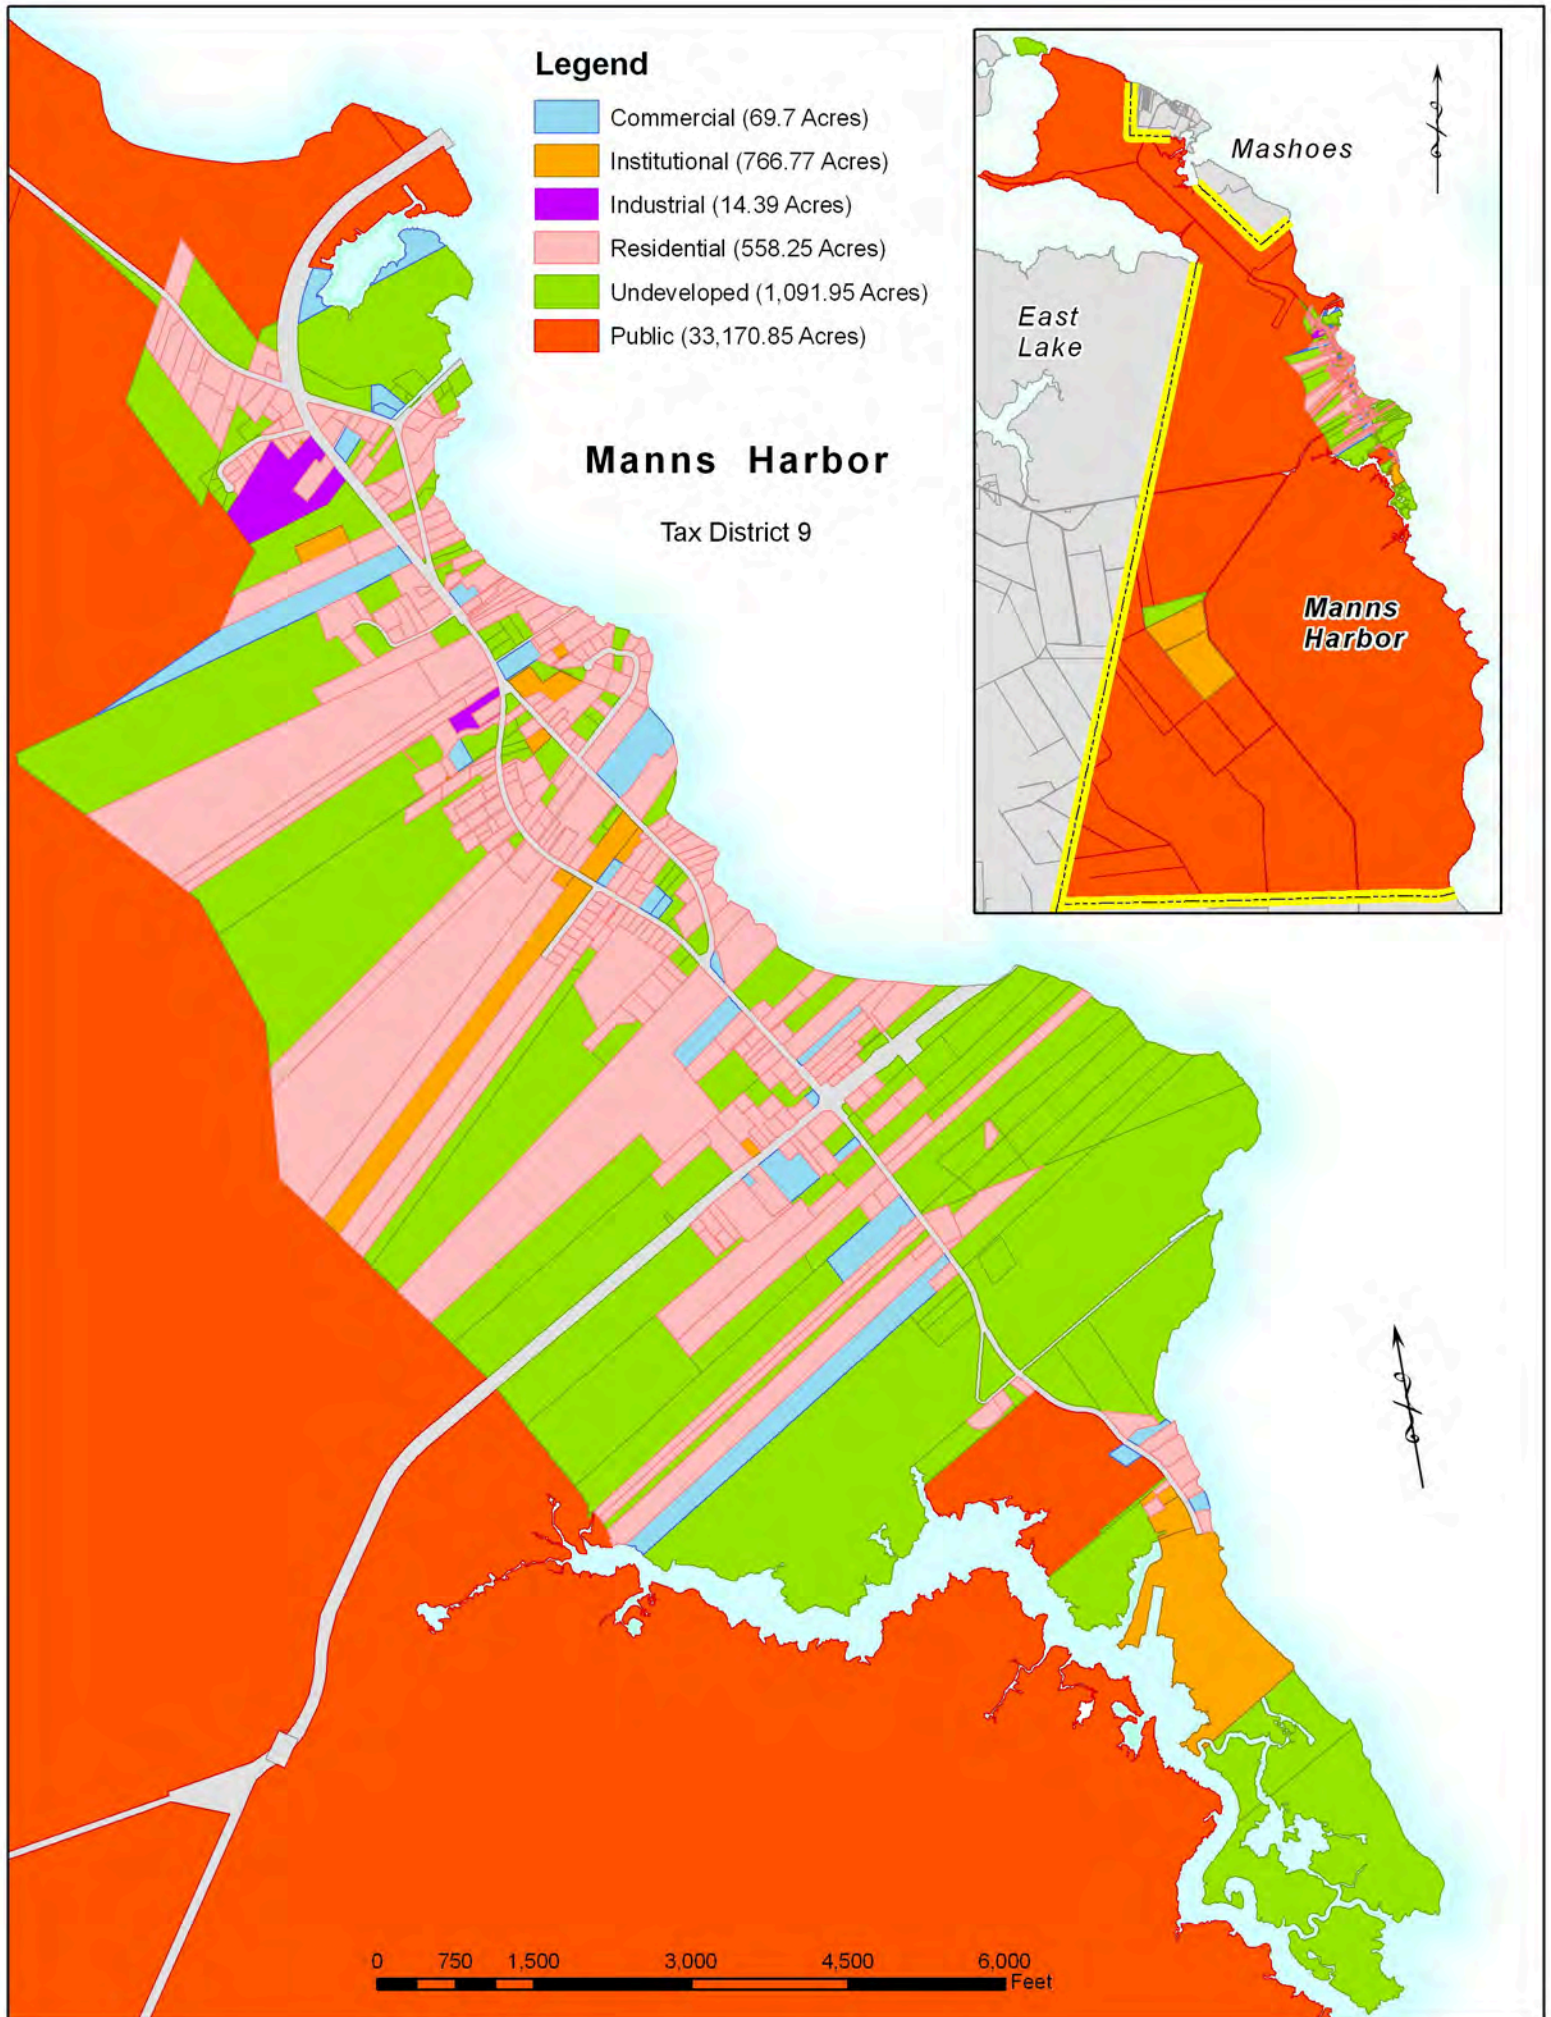 Legend
Commercial (69.7 Acres)
Institutional (766.77 Acres)
Industrial (14.39 Acres)
Residential (558.25 Acres)
Undeveloped (1,091.95 Acres)
Public (33,170.85 Acres)
Manns Harbor
Tax District 9
Mashoes
East
Lake
Manns
Harbor
0 750 1,500 3,000 4,500 6,000
Feet